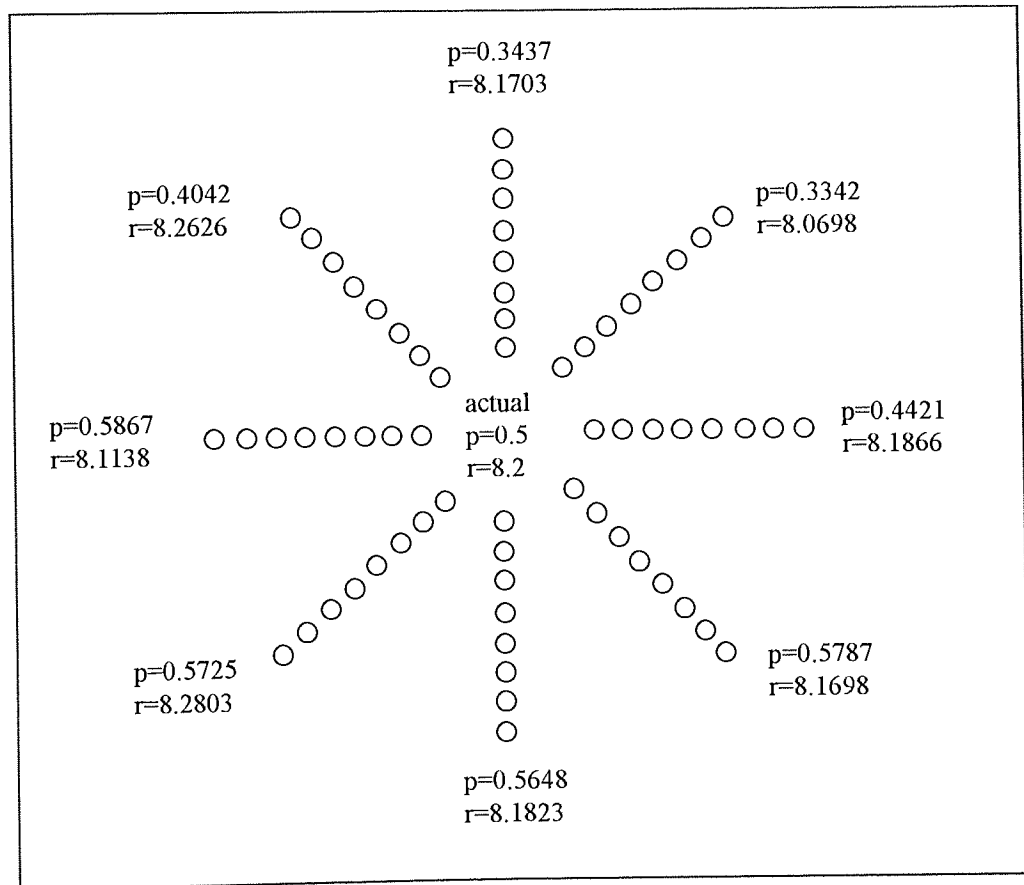 p=0.3437
r=8.1703
p=0.4042
r=8.2626
p=0.3342
r=8.0698
actual
p=0.5
r=8.2
p=0.5867
r=8.1138
p=0.4421
r=8.1866
p=0.5725
r=8.2803
p=0.5787
r=8.1698
p=0.5648
r=8.1823